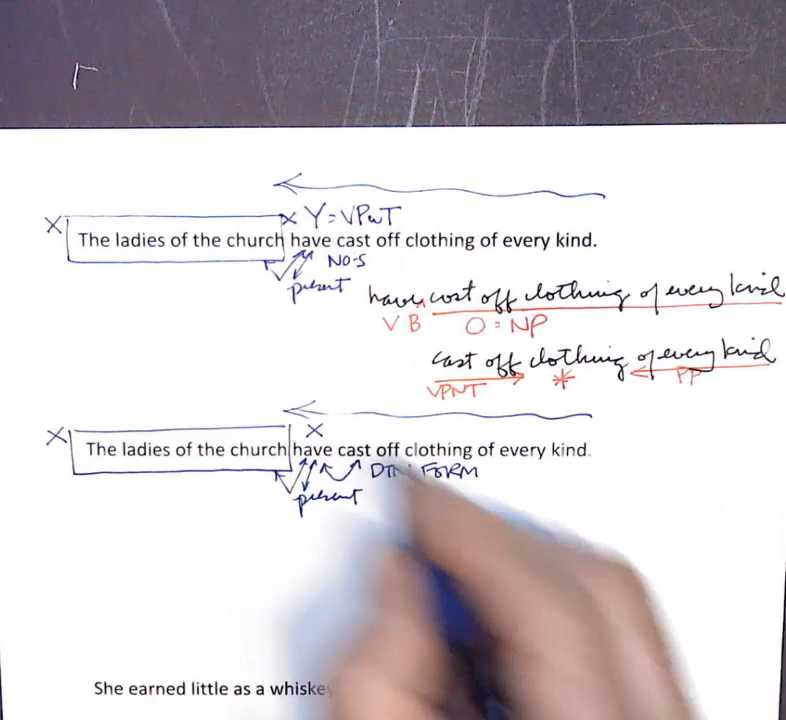 X Y = VPwT
X The ladies of the church have cast off clothing of every kind.
NO-S
present
have cast off clothing of every kind
VB O = NP
cast off clothing of every kind
VPNT * PP
X X
The ladies of the church have cast off clothing of every kind.
FORM
present
She earned little as a